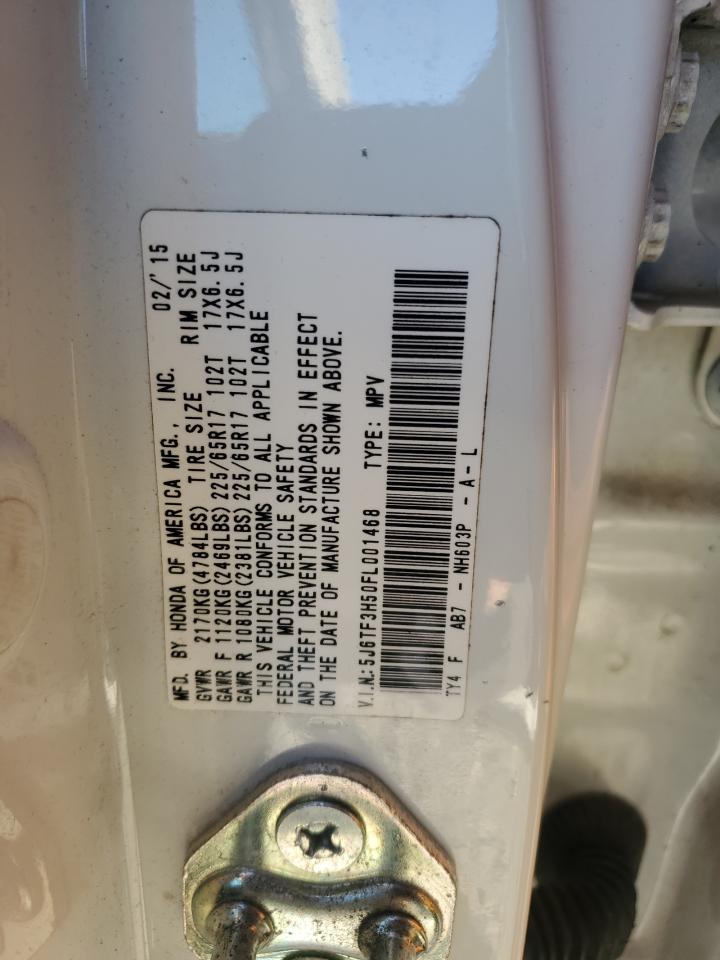 MFD. BY HONDA OF AMERICA MFG., INC. 02/'15
GVWR 2170KG(4784LBS) TIRE SIZE RIM SIZE
GAWR F 1120KG(2469LBS) 225/65R17 102T 17X6.5J
GAWR R 1080KG(2381LBS) 225/65R17 102T 17X6.5J
THIS VEHICLE CONFORMS TO ALL APPLICABLE
FEDERAL MOTOR VEHICLE SAFETY
AND THEFT PREVENTION STANDARDS IN EFFECT
ON THE DATE OF MANUFACTURE SHOWN ABOVE.
V.I.N.: 5J6TF3H50FL001468 TYPE: MPV
TY4 F AB7 - NH603P - A - L